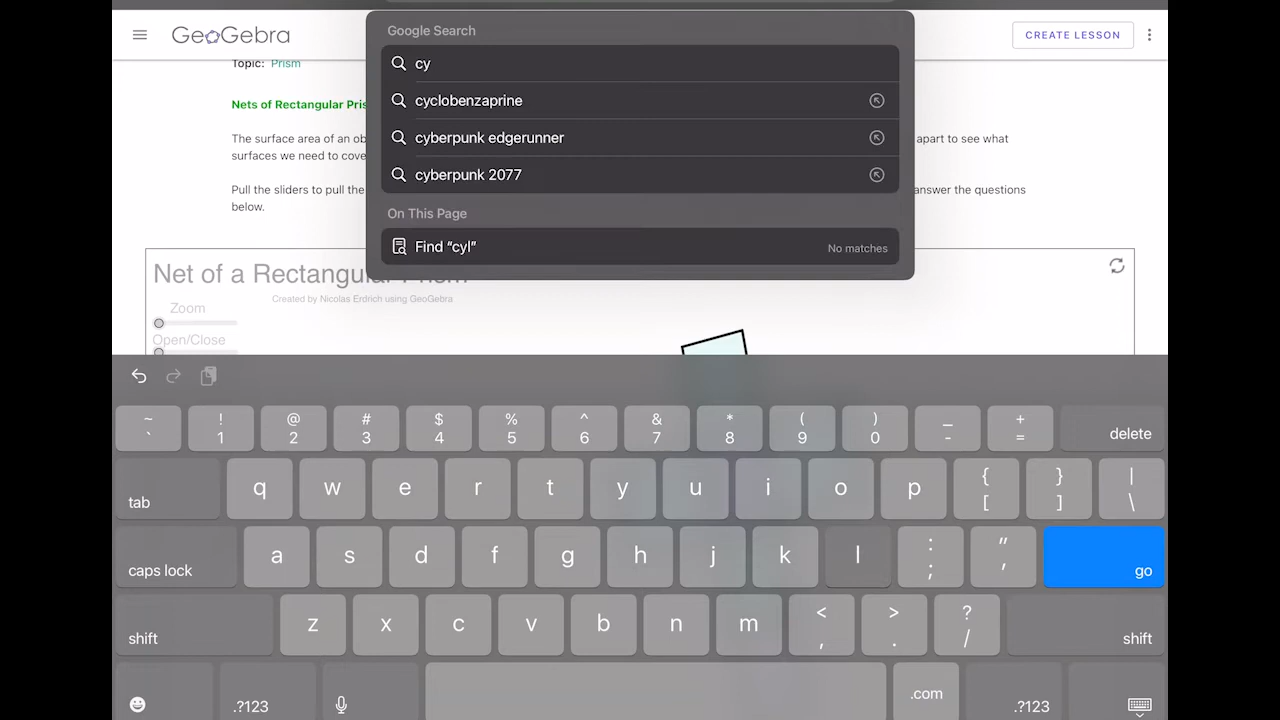 Google Search
GeoGebra
CREATE LESSON
cy
Topic: Prism
cyclobenzaprine
Nets of Rectangular Pris
cyberpunk edgerunner
The surface area of an ob
apart to see what
surfaces we need to cove
cyberpunk 2077
Pull the sliders to pull the
answer the questions
below.
On This Page
Find “cyl”
No matches
Net of a Rectangular Prism
Created by Nicolas Erdrich using GeoGebra
Zoom
Open/Close
~ ! @ # $ % ^ & * ( ) _ +
` 1 2 3 4 5 6 7 8 9 0 - = delete
tab q w e r t y u i o p { [ } ] | \
caps lock a s d f g h j k l : ; " ' go
shift z x c v b n m < , > . ? / shift
.?123 .com .?123